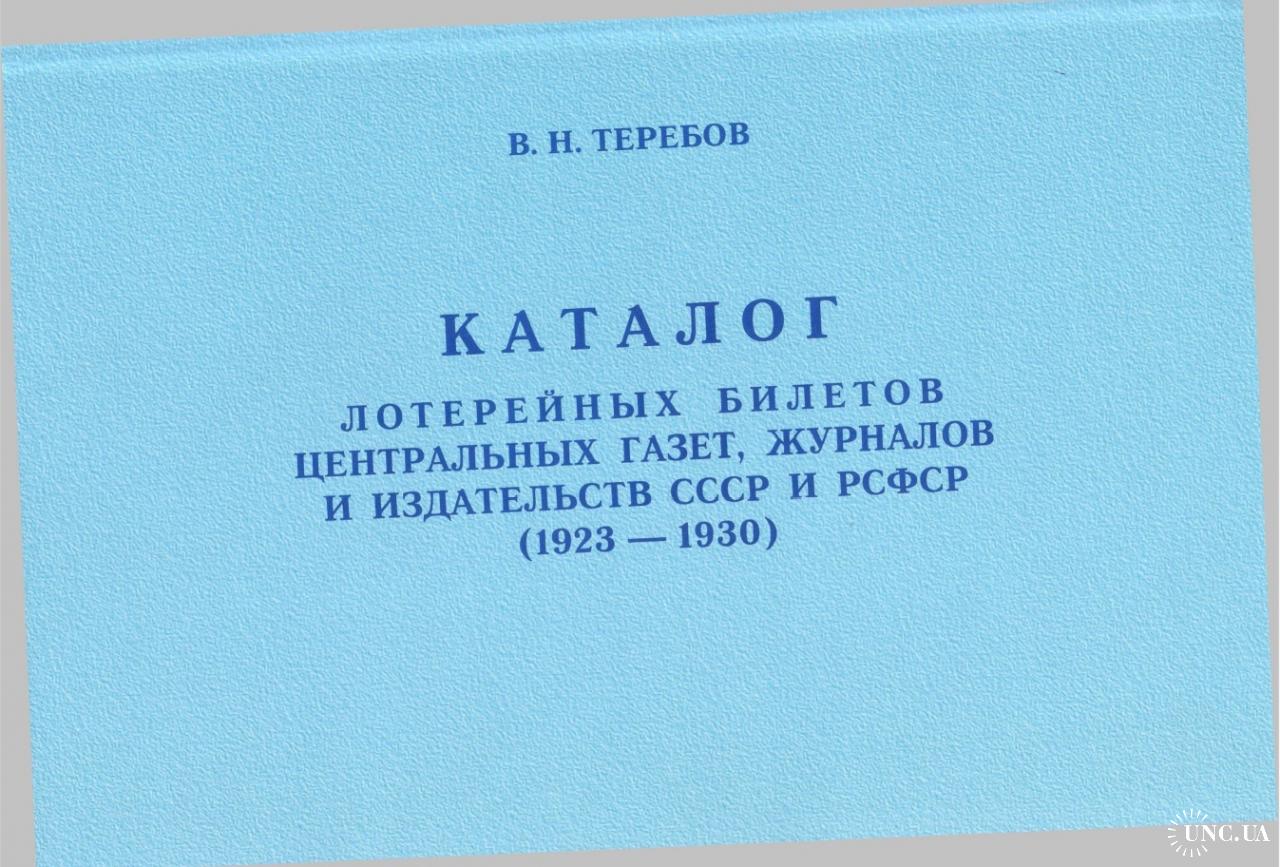 В. Н. ТЕРЕБОВ
КАТАЛОГ
ЛОТЕРЕЙНЫХ БИЛЕТОВ
ЦЕНТРАЛЬНЫХ ГАЗЕТ, ЖУРНАЛОВ
И ИЗДАТЕЛЬСТВ СССР И РСФСР
(1923 — 1930)
UNC.UA